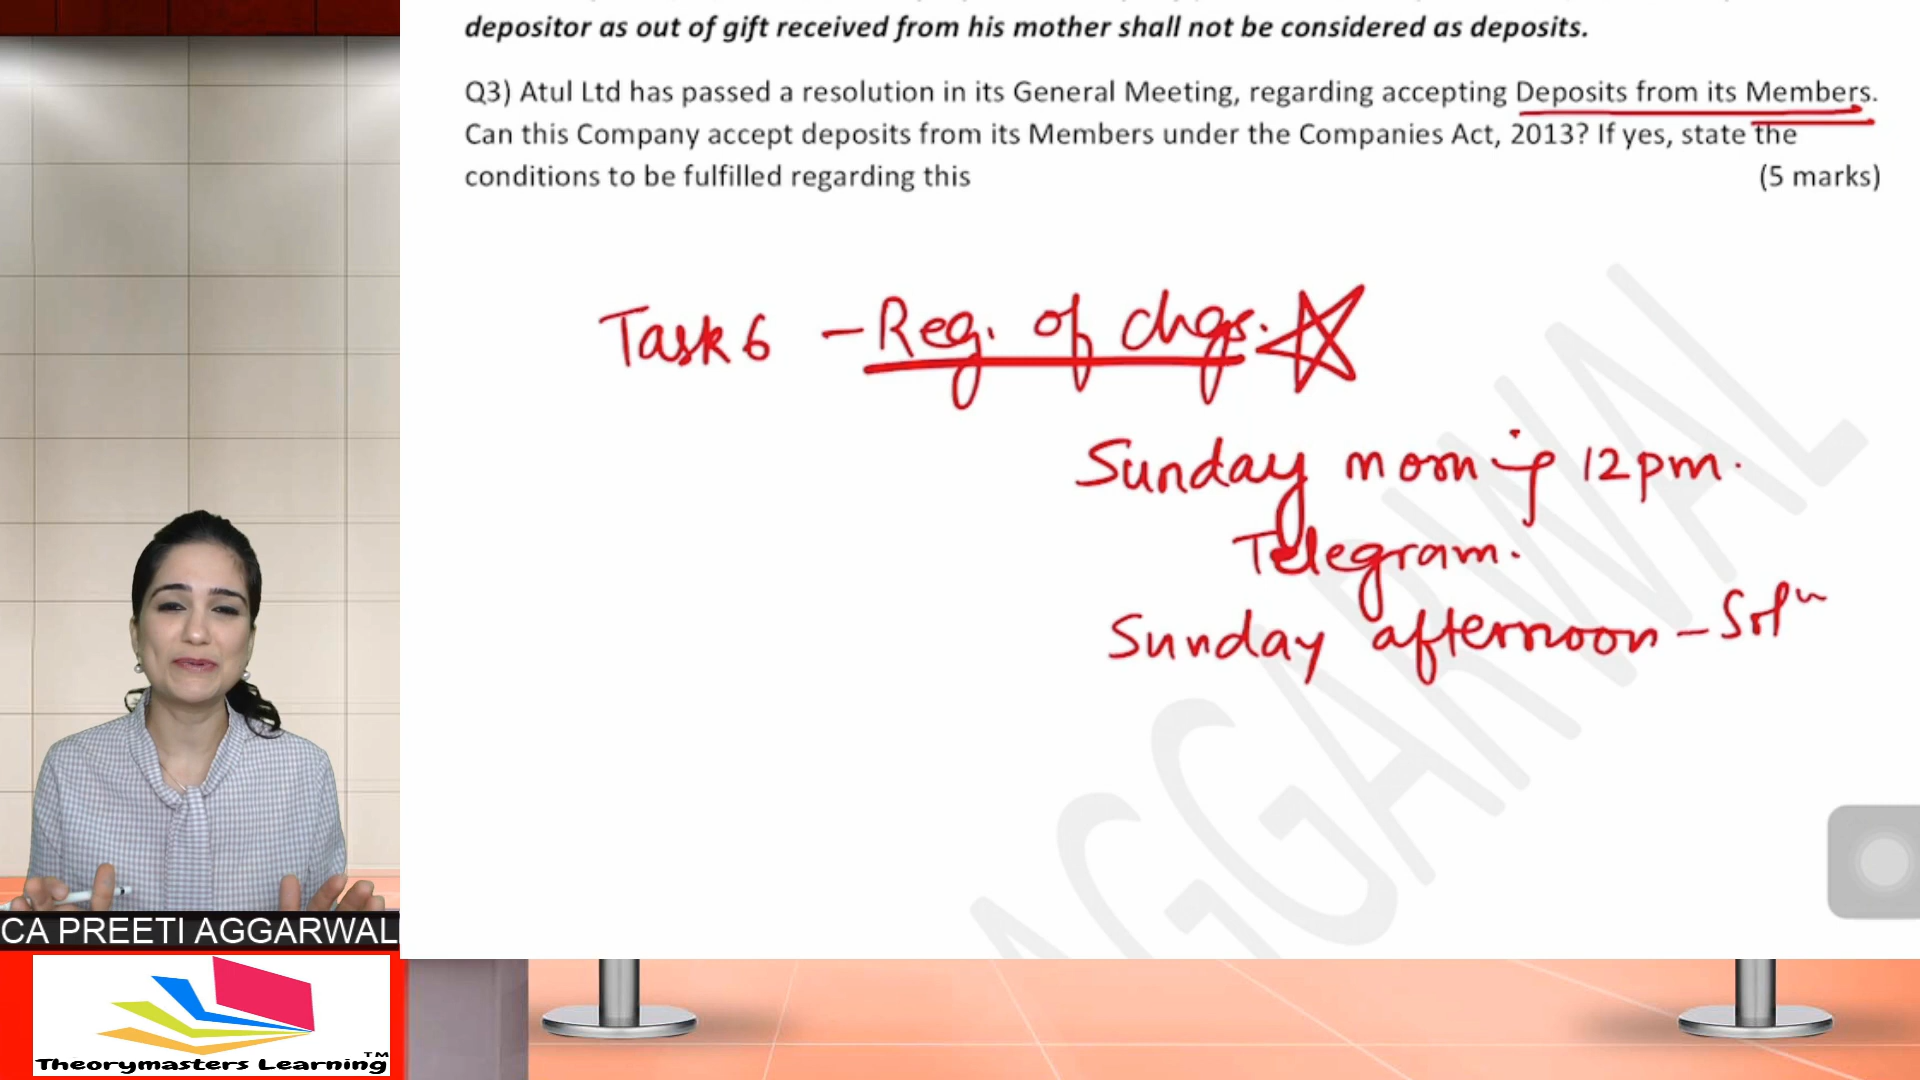 depositor as out of gift received from his mother shall not be considered as deposits.
Q3) Atul Ltd has passed a resolution in its General Meeting, regarding accepting Deposits from its Members.
Can this Company accept deposits from its Members under the Companies Act, 2013? If yes, state the
conditions to be fulfilled regarding this (5 marks)
Task 6 - Reg. of chgs.
Sunday morning 12pm.
Telegram.
Sunday afternoon - Soln
AGGARWAL
CA PREETI AGGARWAL
Theorymasters Learning™